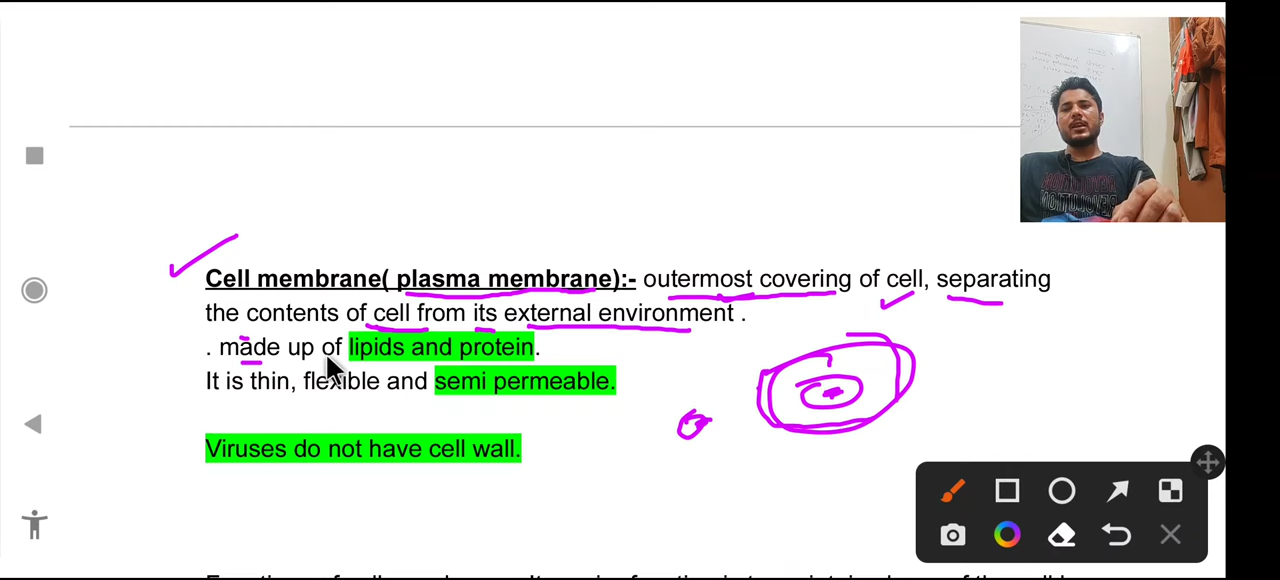 Cell membrane( plasma membrane):- outermost covering of cell, separating
the contents of cell from its external environment .
. made up of lipids and protein.
It is thin, flexible and semi permeable.
Viruses do not have cell wall.